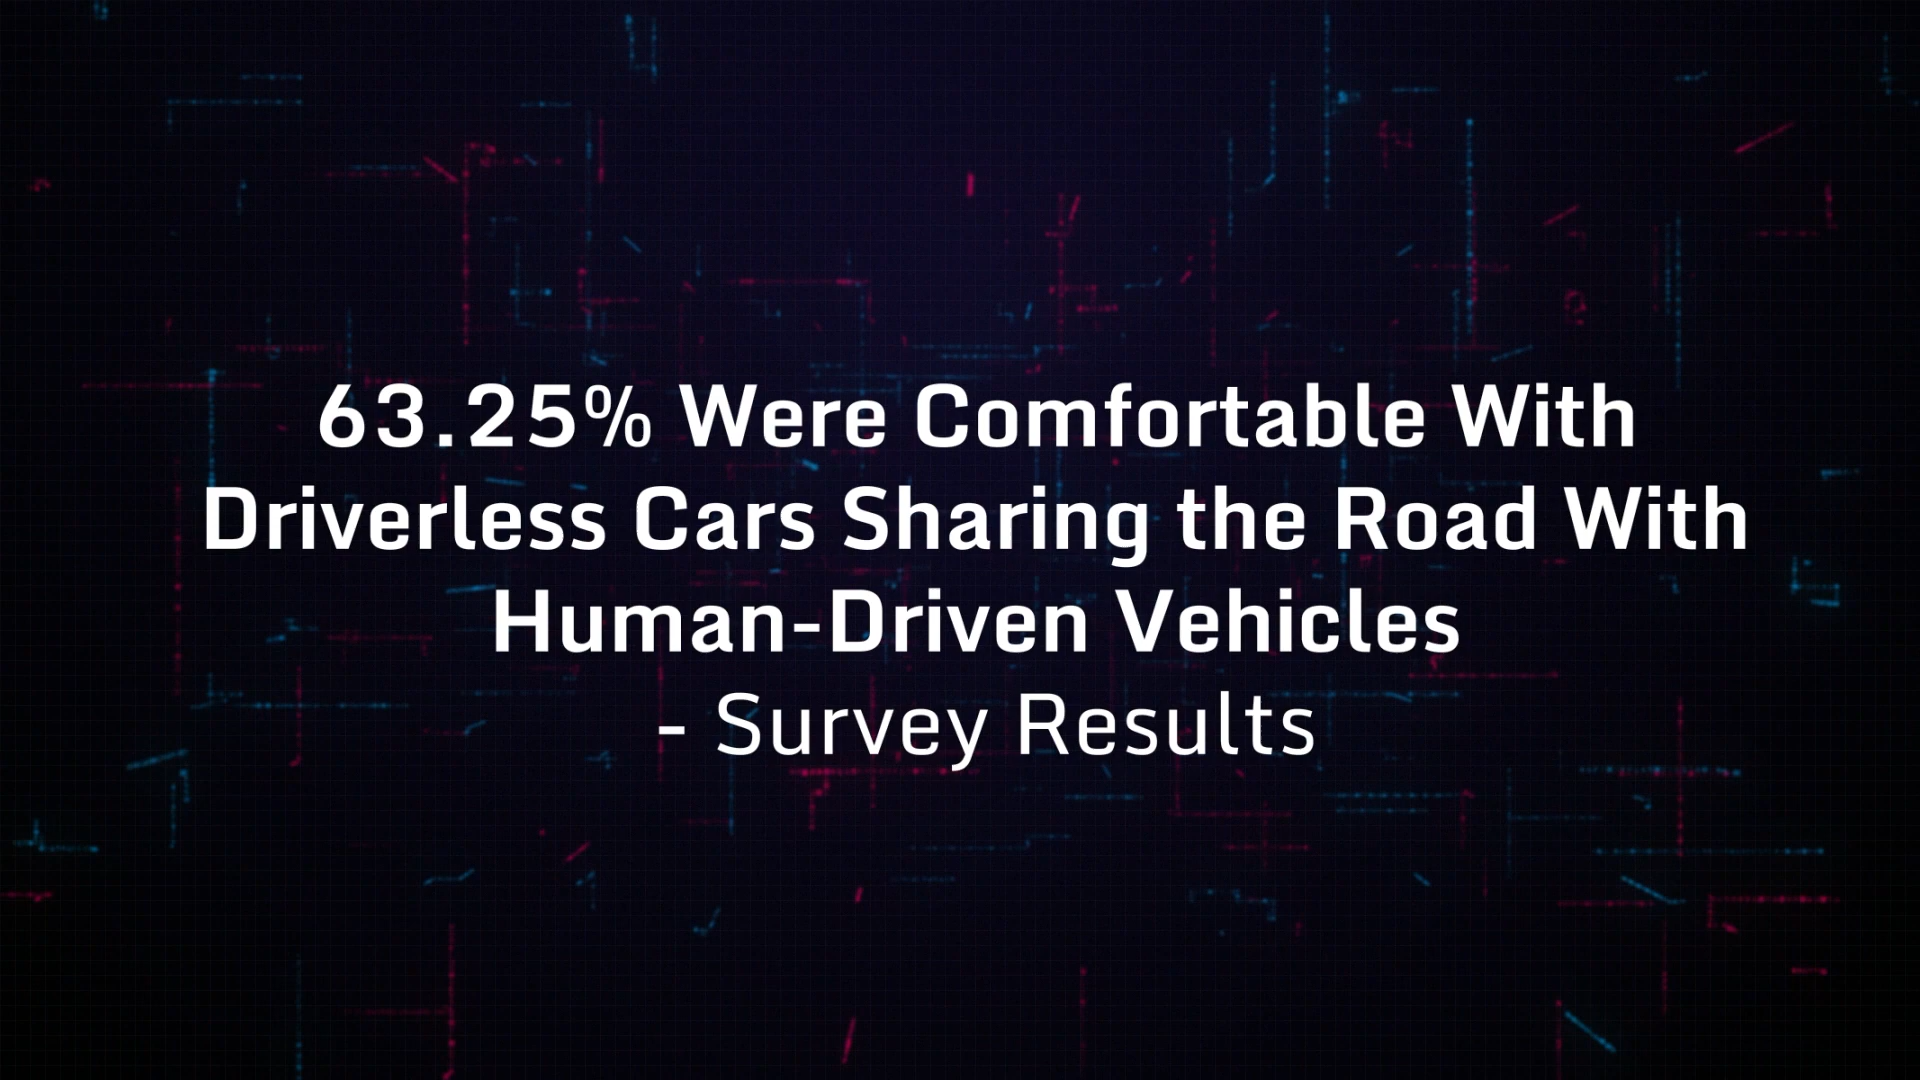 63.25% Were Comfortable With
Driverless Cars Sharing the Road With
Human-Driven Vehicles
- Survey Results